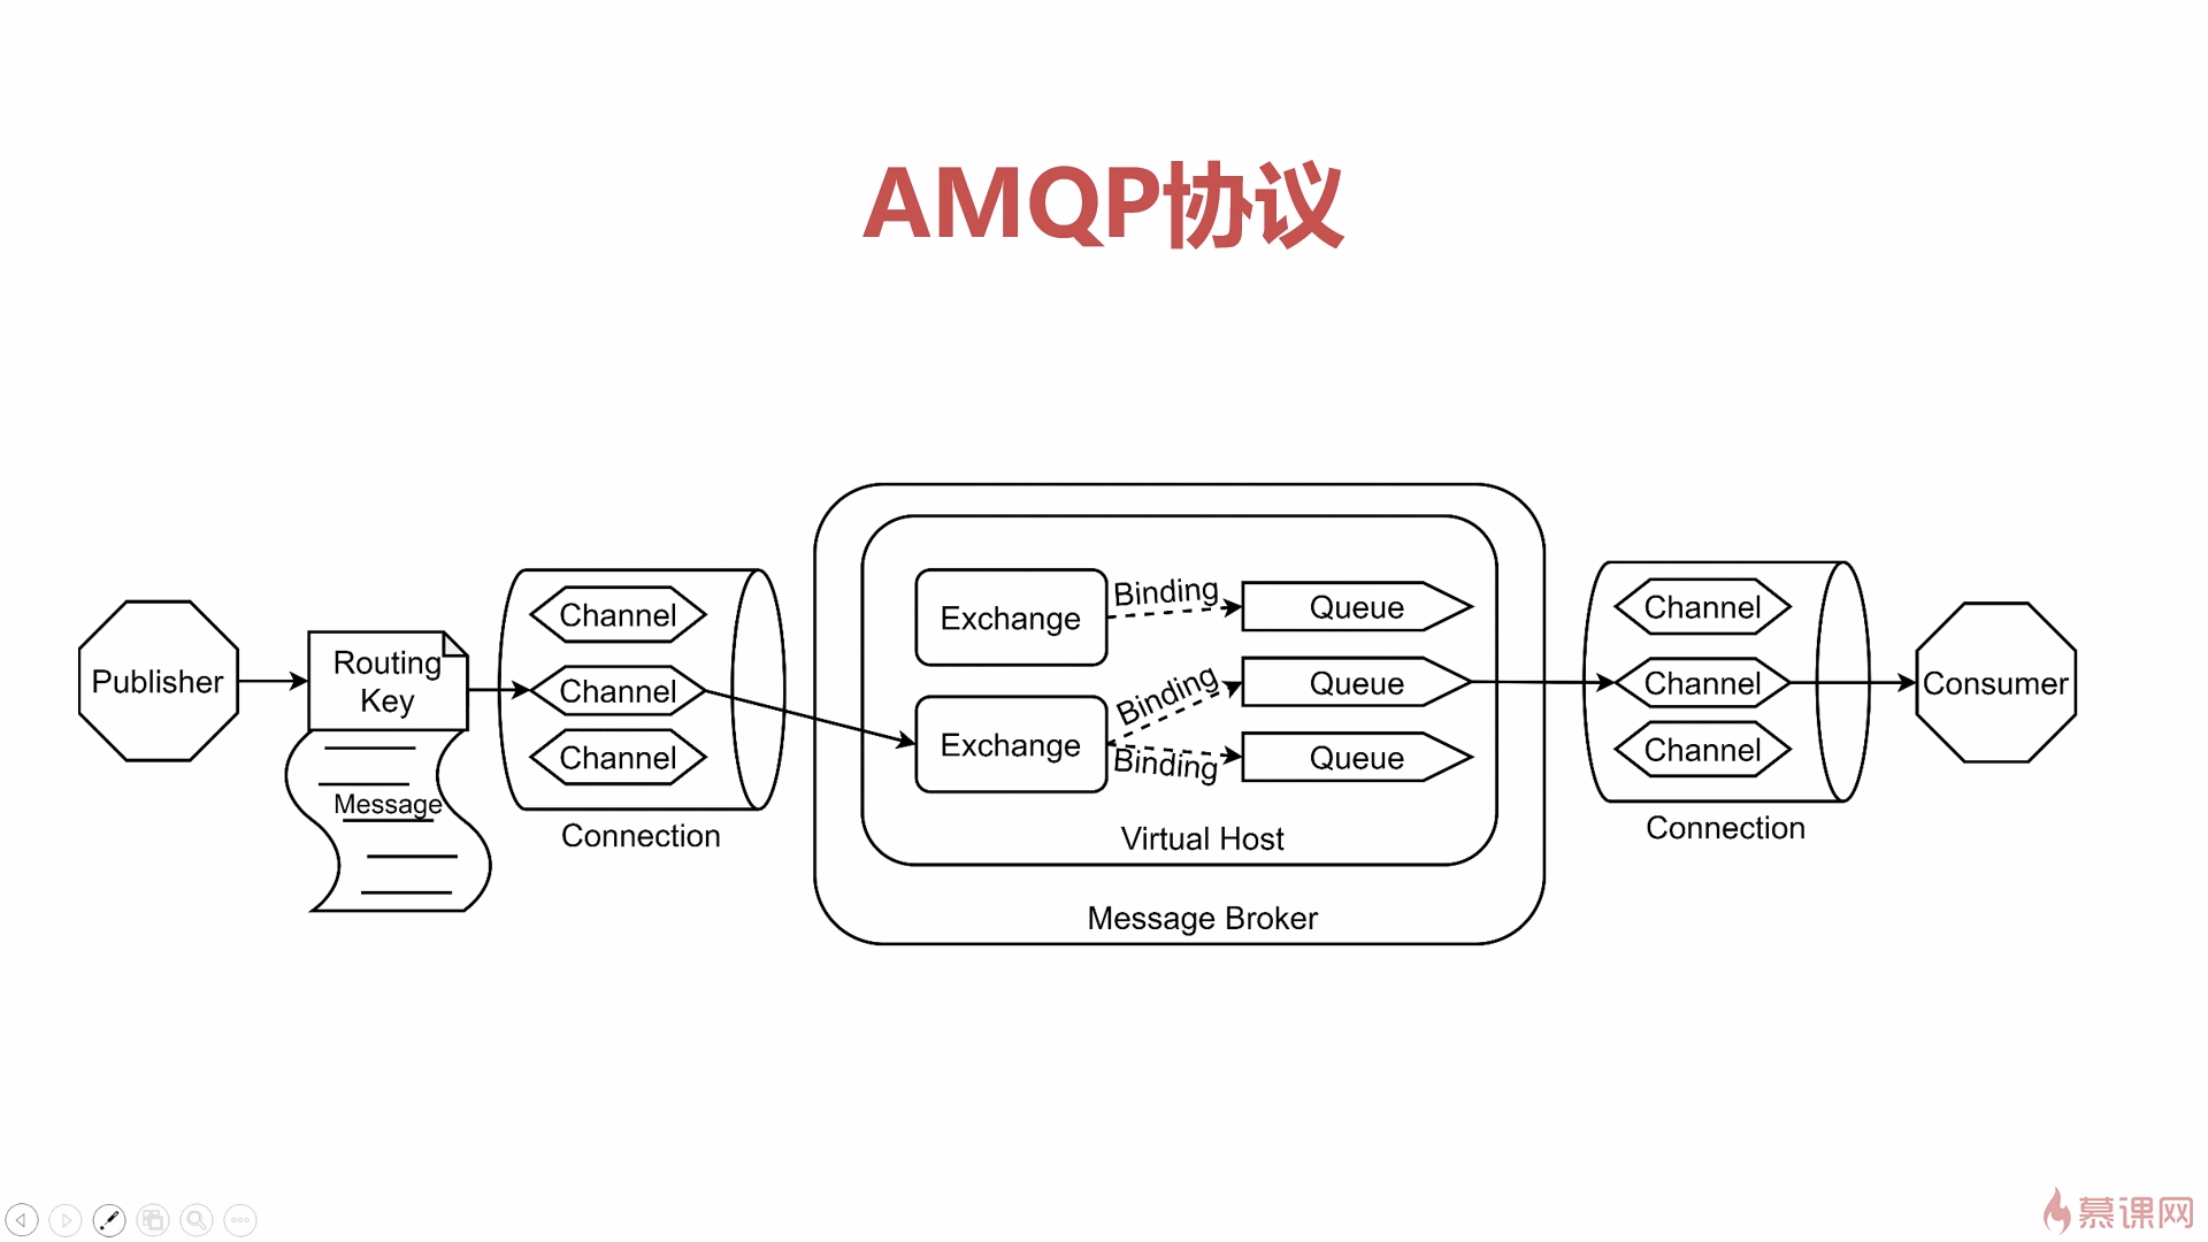 AMQP协议
Publisher
Routing
Key
Message
Channel
Channel
Channel
Connection
Exchange
Exchange
Binding
Binding
Binding
Queue
Queue
Queue
Virtual Host
Message Broker
Channel
Channel
Channel
Connection
Consumer
慕课网